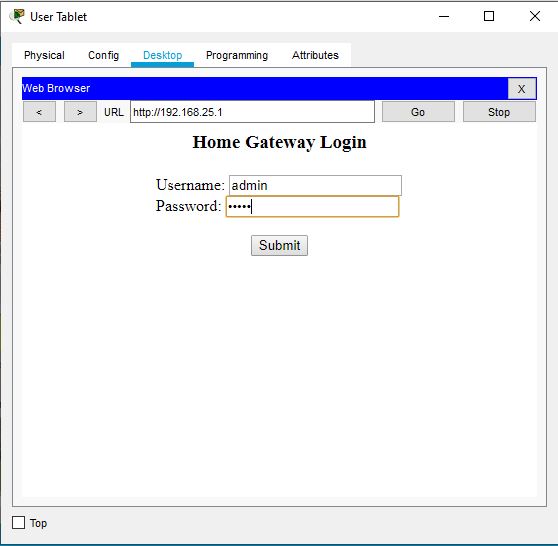 User Tablet
Physical Config Desktop Programming Attributes
Web Browser X
< > URL http://192.168.25.1 Go Stop
Home Gateway Login
Username: admin
Password: •••••
Submit
Top